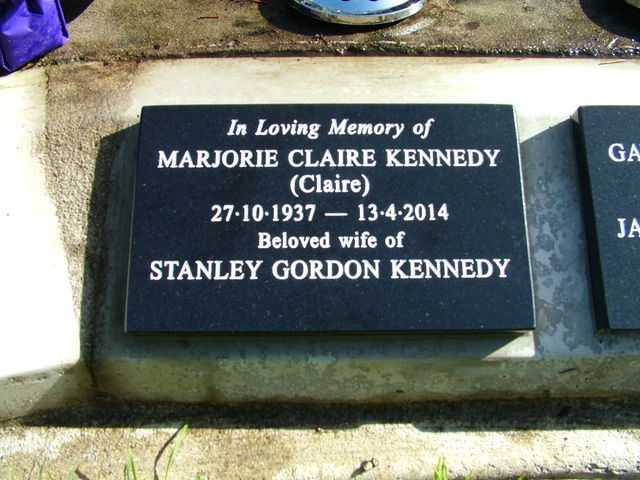 In Loving Memory of
MARJORIE CLAIRE KENNEDY
(Claire)
27·10·1937 — 13·4·2014
Beloved wife of
STANLEY GORDON KENNEDY